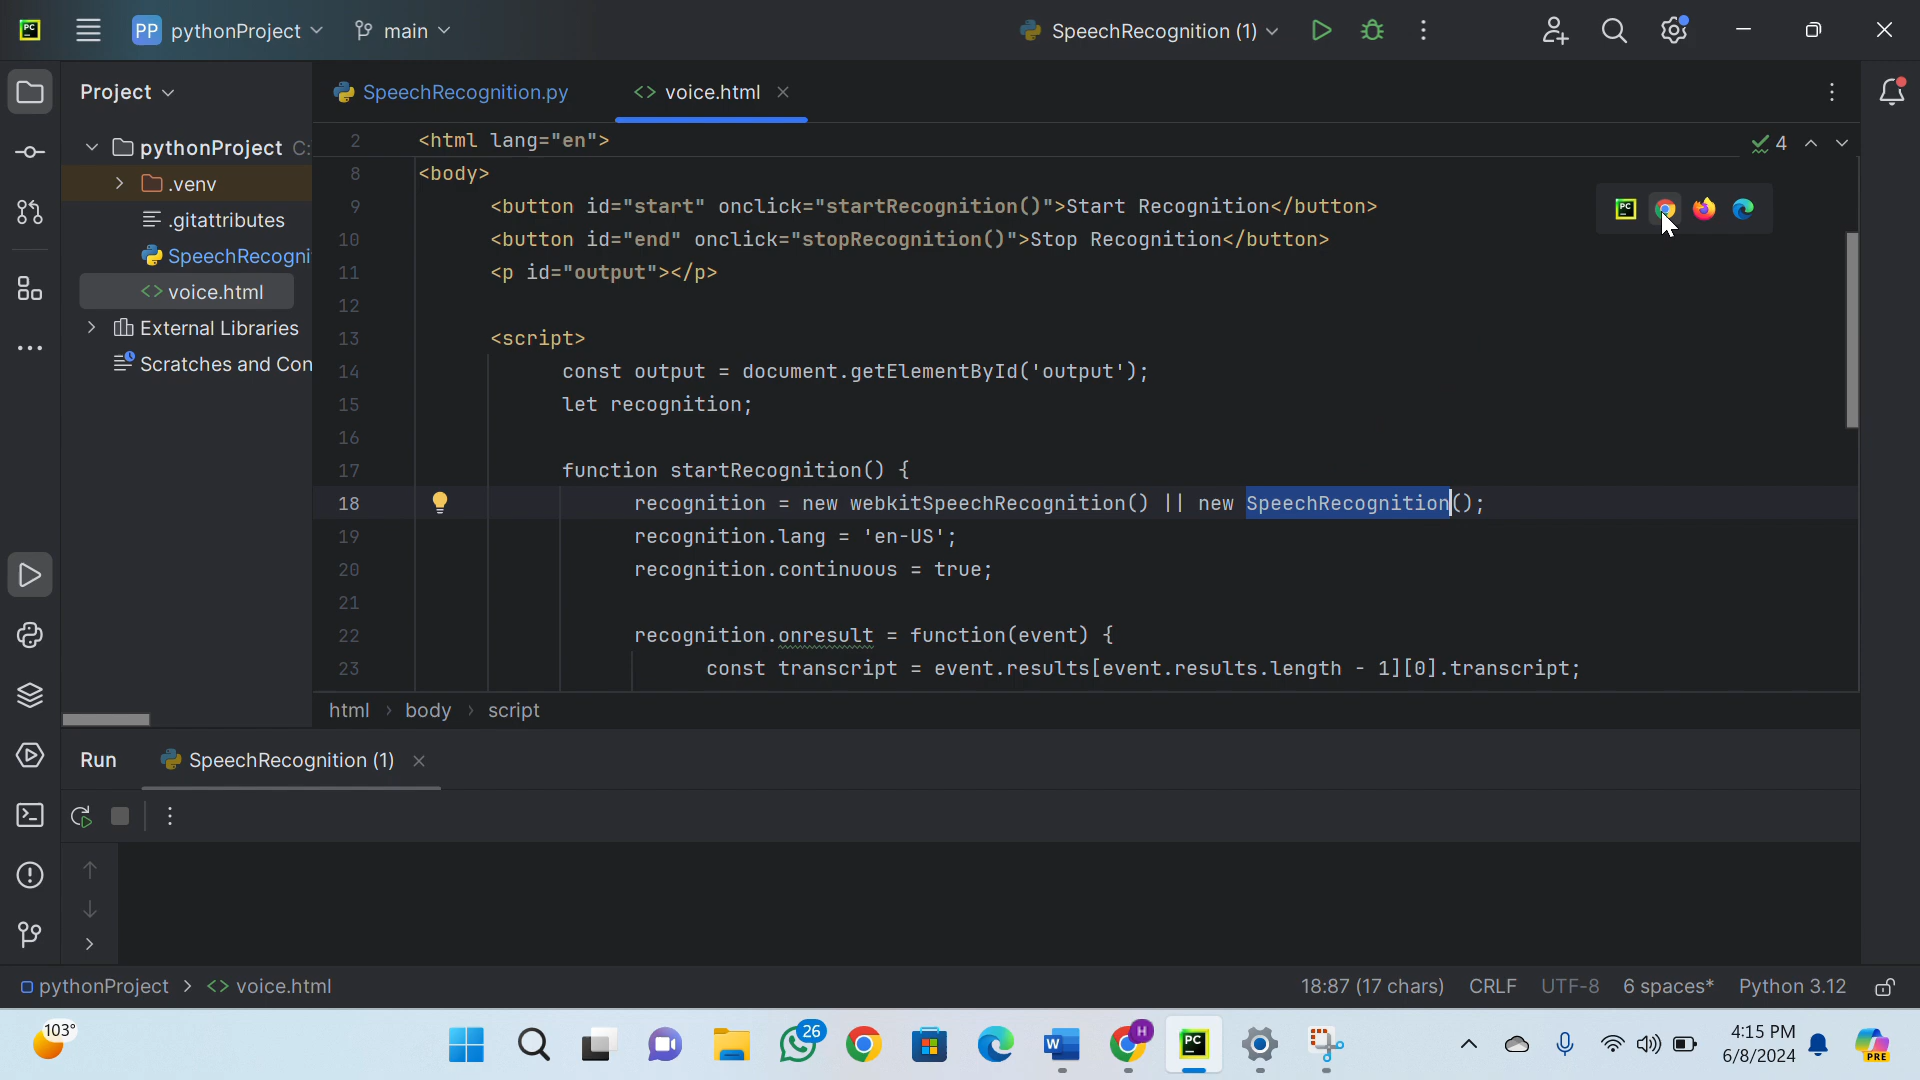 PC PP pythonProject main SpeechRecognition (1)
Project SpeechRecognition.py <> voice.html
pythonProject C:
.venv
.gitattributes
SpeechRecogni
<> voice.html
External Libraries
Scratches and Con
2 <html lang="en"> 4
8 <body>
9 <button id="start" onclick="startRecognition()">Start Recognition</button>
10 <button id="end" onclick="stopRecognition()">Stop Recognition</button>
11 <p id="output"></p>
12
13 <script>
14 const output = document.getElementById('output');
15 let recognition;
16
17 function startRecognition() {
18 recognition = new webkitSpeechRecognition() || new SpeechRecognition();
19 recognition.lang = 'en-US';
20 recognition.continuous = true;
21
22 recognition.onresult = function(event) {
23 const transcript = event.results[event.results.length - 1][0].transcript;
PC
html › body › script
Run SpeechRecognition (1)
pythonProject > <> voice.html 18:87 (17 chars) CRLF UTF-8 6 spaces* Python 3.12
103° 26 W H PC 4:15 PM PRE
6/8/2024